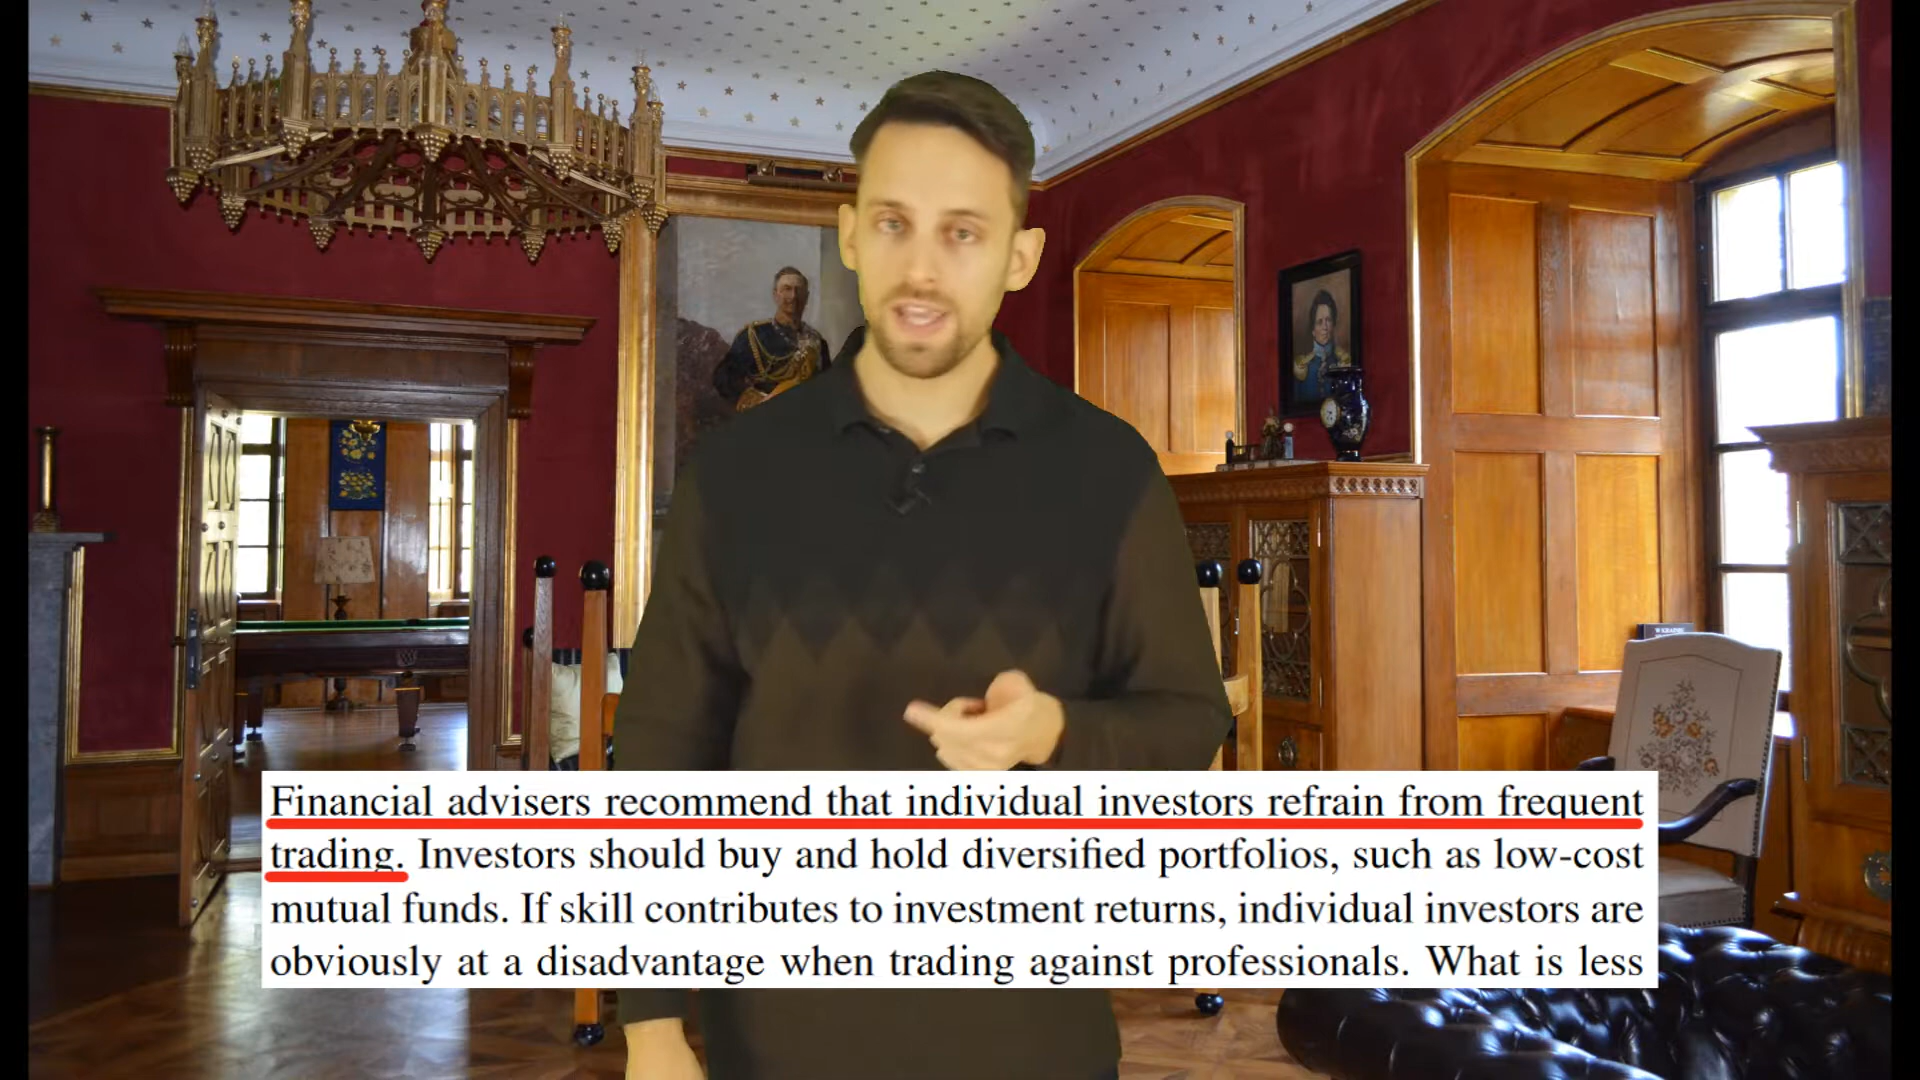 Financial advisers recommend that individual investors refrain from frequent
trading. Investors should buy and hold diversified portfolios, such as low-cost
mutual funds. If skill contributes to investment returns, individual investors are
obviously at a disadvantage when trading against professionals. What is less